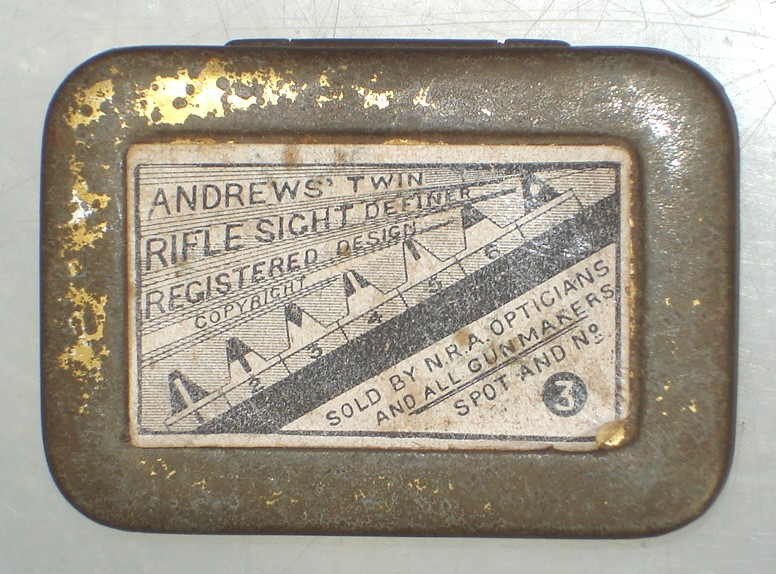 ANDREWS' TWIN
RIFLE SIGHT DEFINER
REGISTERED DESIGN
COPYRIGHT
2 3 4 5 6
SOLD BY N.R.A. OPTICIANS
AND ALL GUNMAKERS
SPOT AND Nº
3